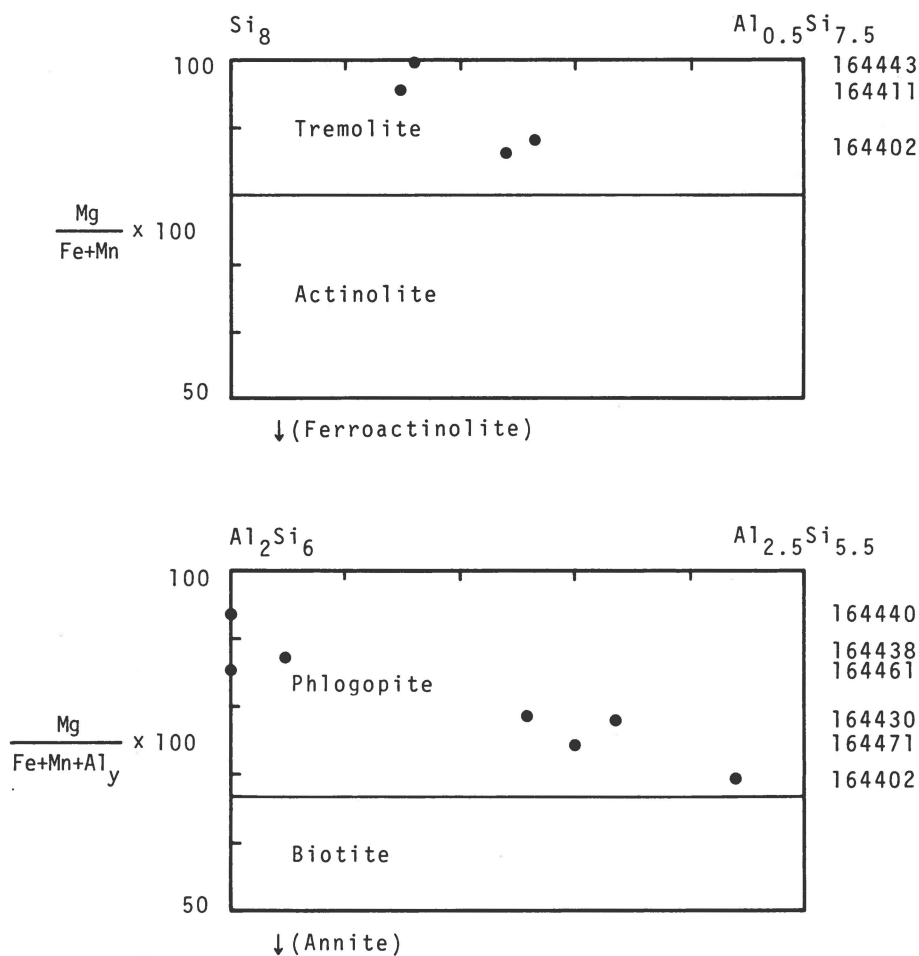 Si8 Al0.5Si7.5
100 164443
164411
Tremolite
164402
Mg
Fe+Mn x 100
Actinolite
50
↓(Ferroactinolite)
Al2Si6 Al2.5Si5.5
100
164440
164438
164461
Phlogopite
164430
Mg
Fe+Mn+Aly x 100
164471
164402
Biotite
50
↓(Annite)